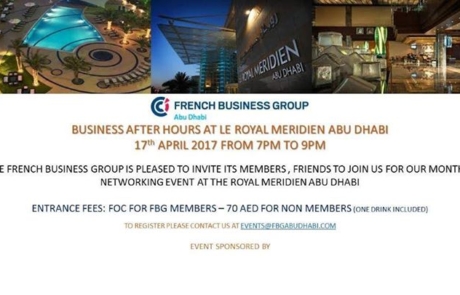 ROYAL MERIDIEN
ABU DHABI
CCI FRENCH BUSINESS GROUP
Abu Dhabi
BUSINESS AFTER HOURS AT LE ROYAL MERIDIEN ABU DHABI
17th APRIL 2017 FROM 7PM TO 9PM
E FRENCH BUSINESS GROUP IS PLEASED TO INVITE ITS MEMBERS , FRIENDS TO JOIN US FOR OUR MONTH
NETWORKING EVENT AT THE ROYAL MERIDIEN ABU DHABI
ENTRANCE FEES: FOC FOR FBG MEMBERS – 70 AED FOR NON MEMBERS (ONE DRINK INCLUDED)
TO REGISTER PLEASE CONTACT US AT EVENTS@FBGABUDHABI.COM
EVENT SPONSORED BY